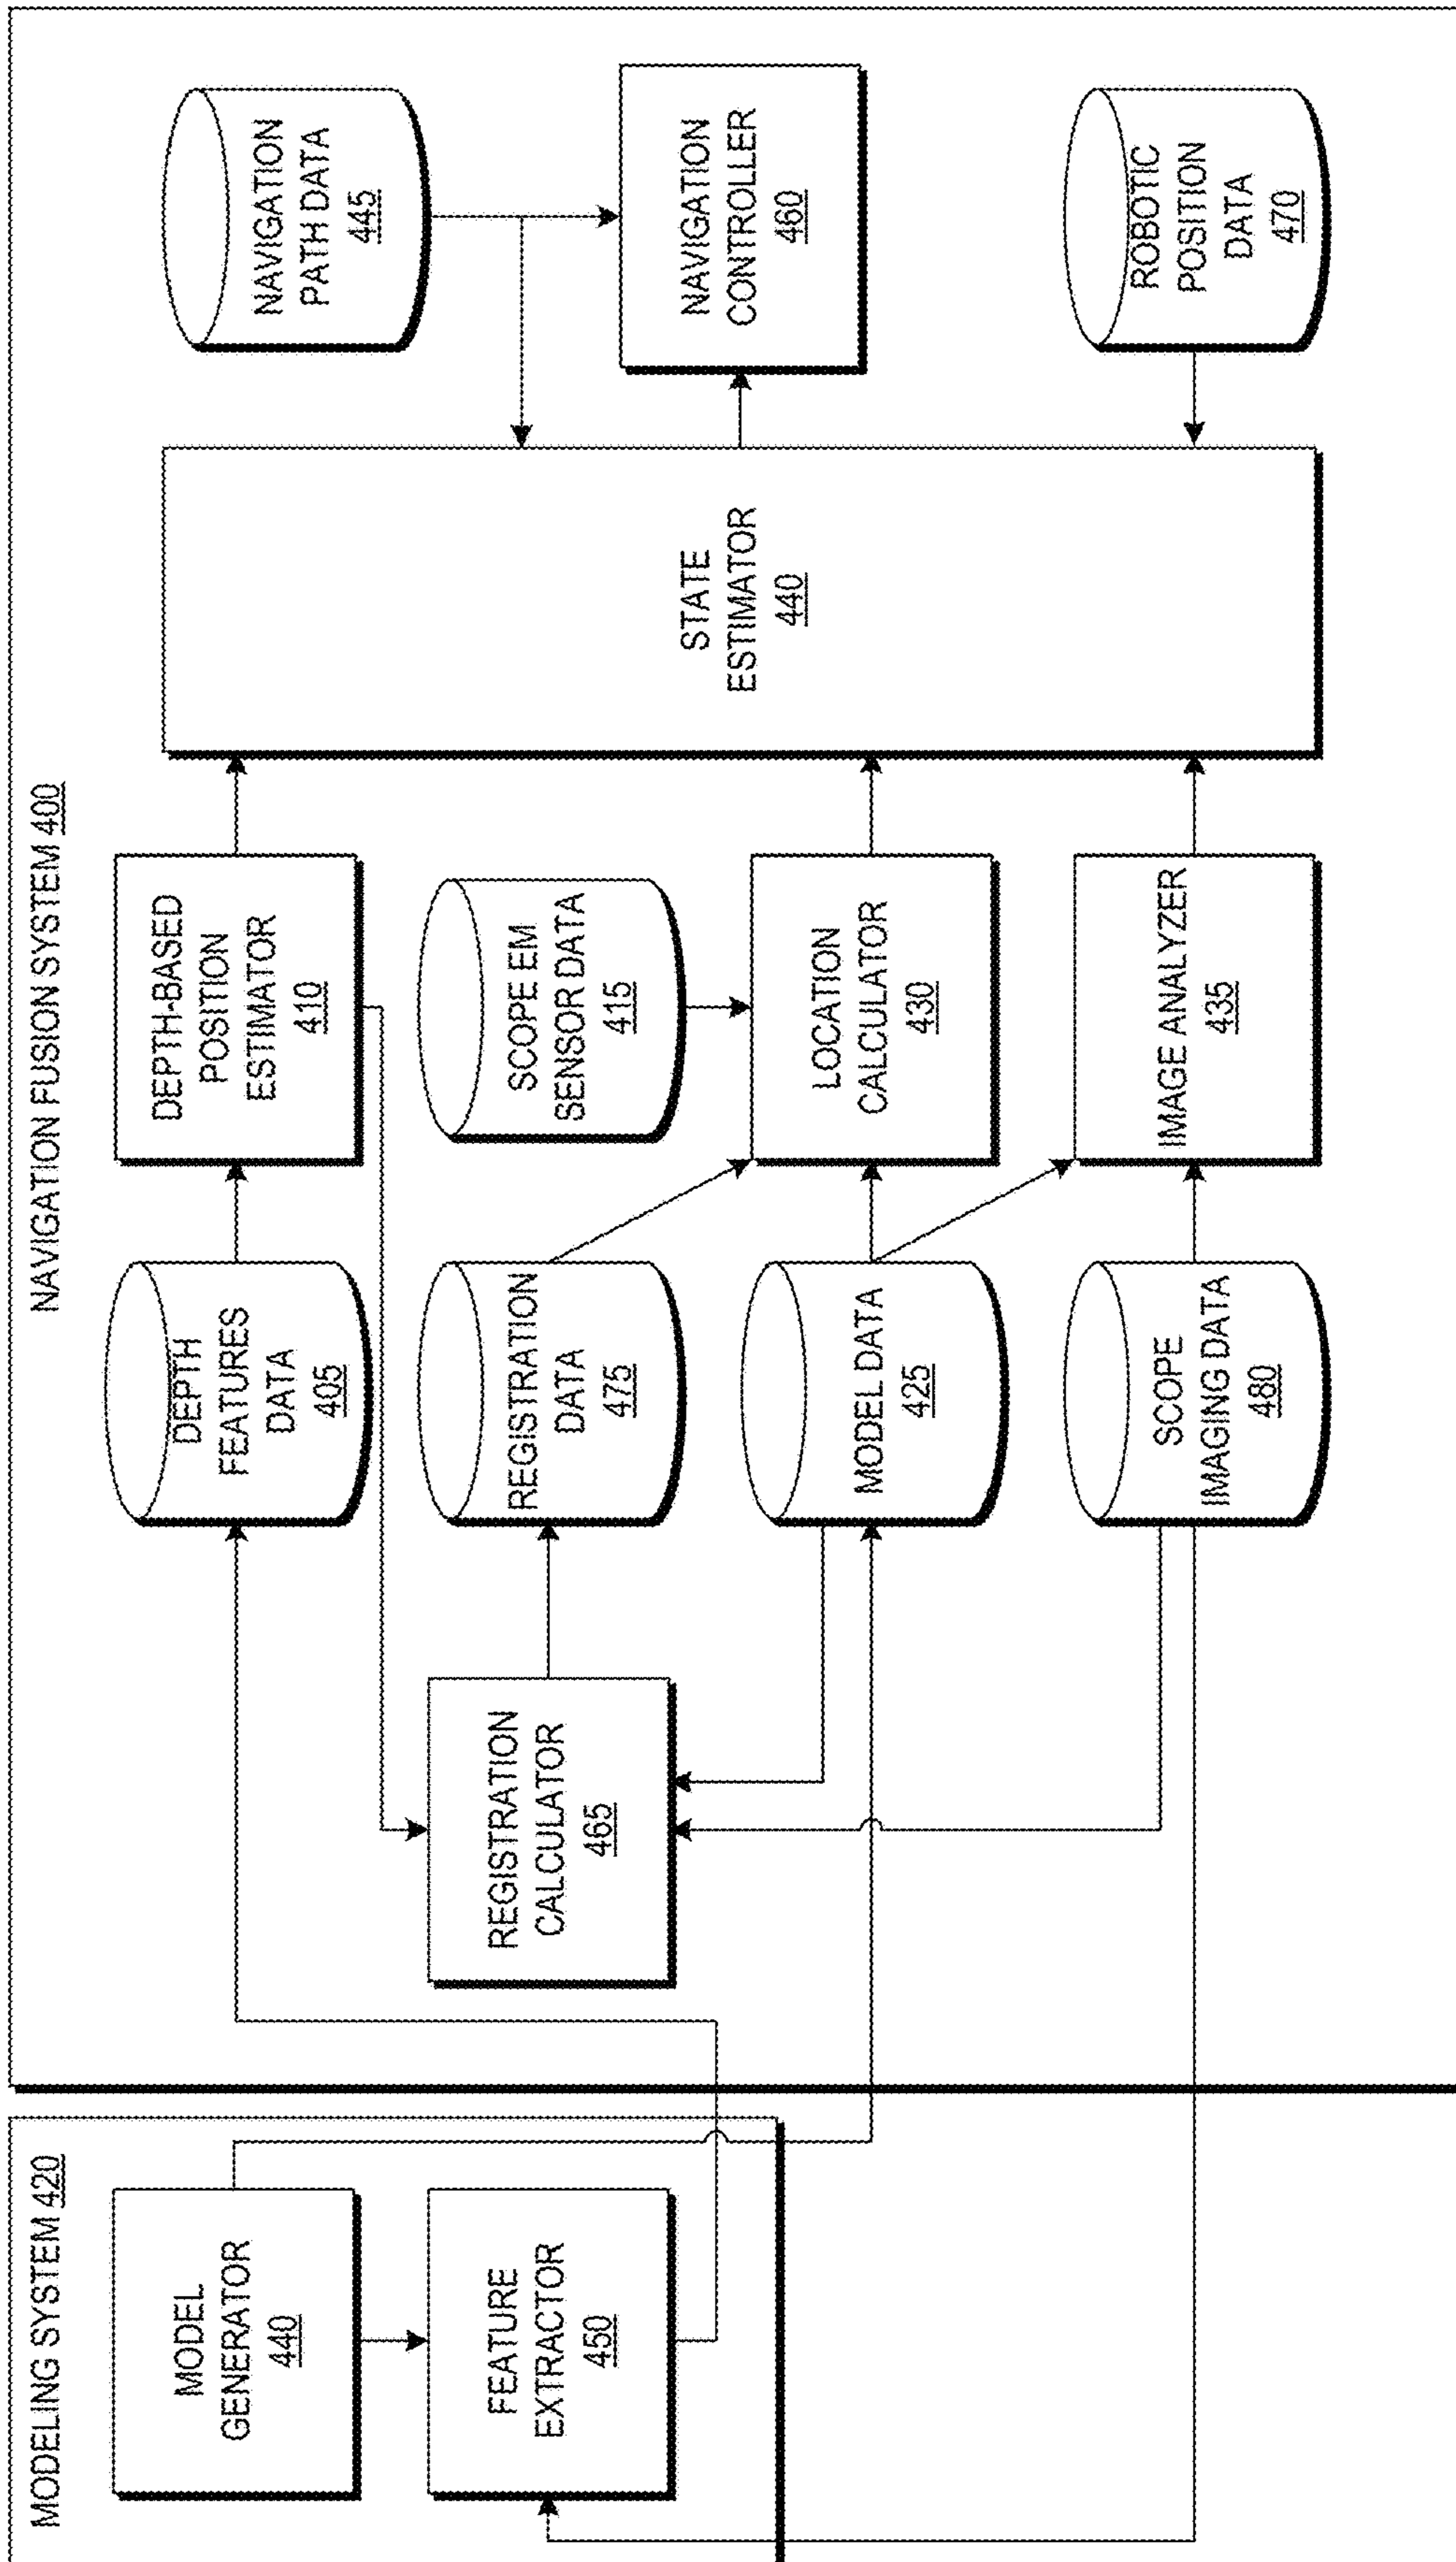 MODELING SYSTEM 420
MODEL
GENERATOR
440
FEATURE
EXTRACTOR
450
NAVIGATION FUSION SYSTEM 400
REGISTRATION
CALCULATOR
465
DEPTH
FEATURES
DATA
405
REGISTRATION
DATA
475
MODEL DATA
425
SCOPE
IMAGING DATA
480
DEPTH-BASED
POSITION
ESTIMATOR
410
SCOPE EM
SENSOR DATA
415
LOCATION
CALCULATOR
430
IMAGE ANALYZER
435
STATE
ESTIMATOR
440
NAVIGATION
PATH DATA
445
NAVIGATION
CONTROLLER
460
ROBOTIC
POSITION
DATA
470